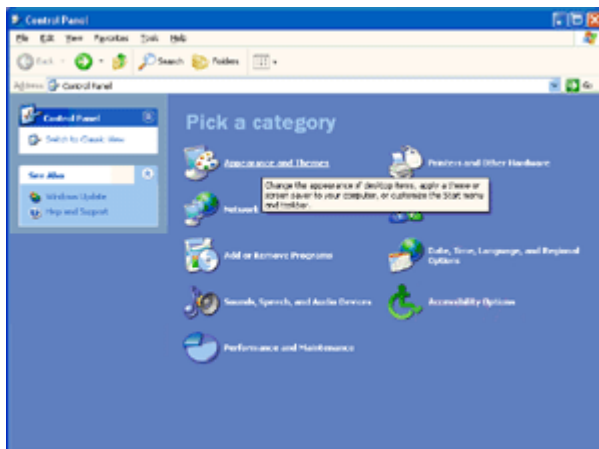 Control Panel
File Edit View Favorites Tools Help
Back Search Folders
Address Control Panel Go
Control Panel
Switch to Classic View
See Also
Windows Update
Help and Support
Pick a category
Appearance and Themes
Printers and Other Hardware
Change the appearance of desktop items, apply a theme or
screen saver to your computer, or customize the Start menu
and taskbar.
Network
Add or Remove Programs
Date, Time, Language, and Regional
Options
Sounds, Speech, and Audio Devices
Accessibility Options
Performance and Maintenance